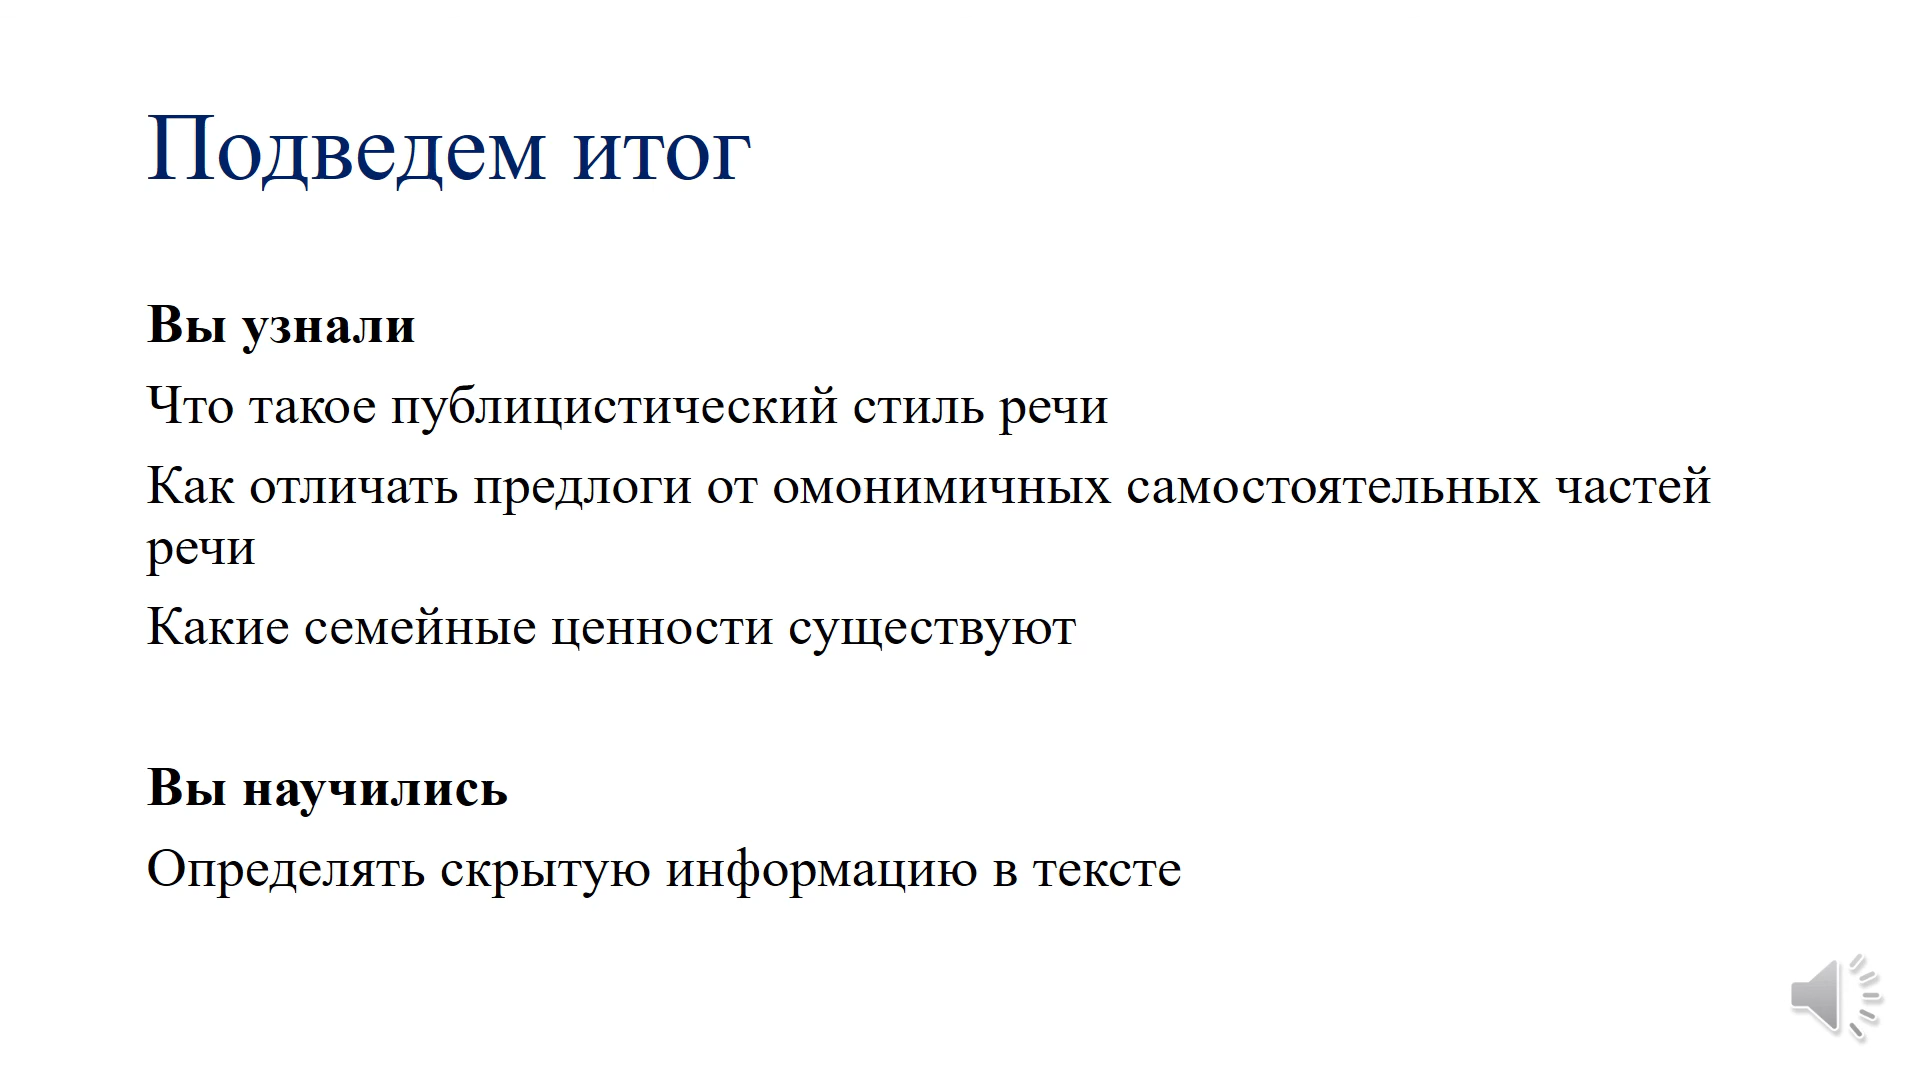 Подведем итог
Вы узнали
Что такое публицистический стиль речи
Как отличать предлоги от омонимичных самостоятельных частей
речи
Какие семейные ценности существуют
Вы научились
Определять скрытую информацию в тексте